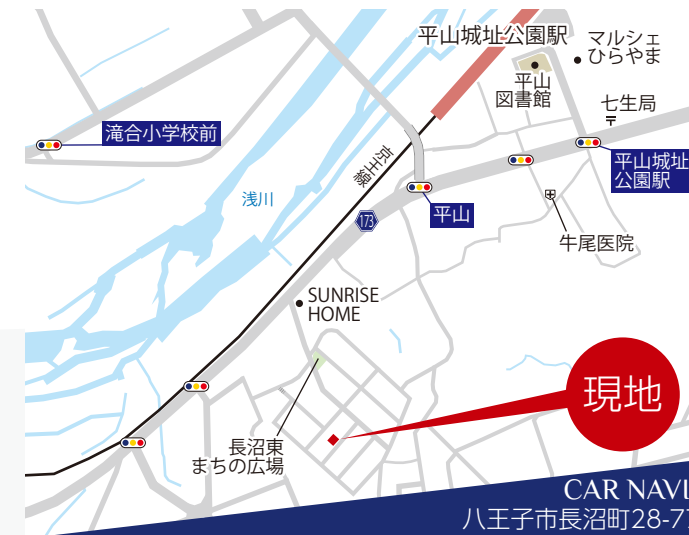 平山城址公園駅
マルシェ
ひらやま
平山
図書館
七生局
滝合小学校前
平山城址
公園駅
京王線
浅川
173
平山
牛尾医院
SUNRISE
HOME
現地
長沼東
まちの広場
CAR NAVI
八王子市長沼町28-7